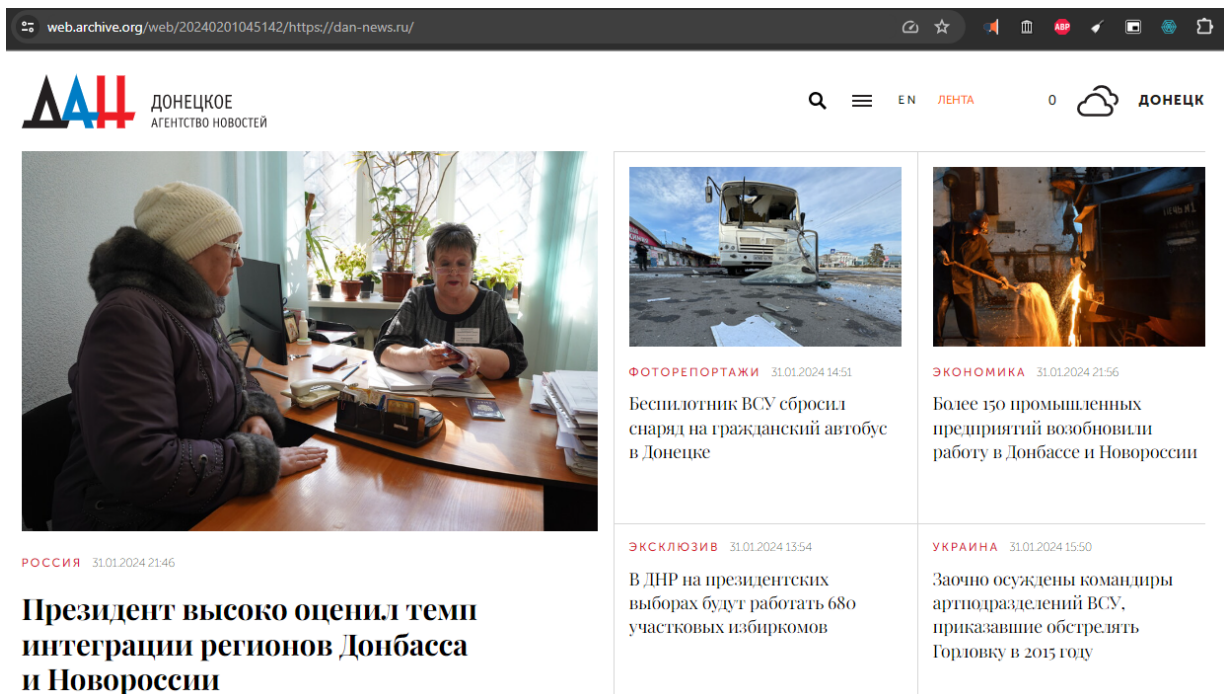 web.archive.org/web/20240201045142/https://dan-news.ru/
ABP
ДАН
ДОНЕЦКОЕ
АГЕНТСТВО НОВОСТЕЙ
EN
ЛЕНТА
0
ДОНЕЦК
РОССИЯ 31.01.2024 21:46
Президент высоко оценил темп
интеграции регионов Донбасса
и Новороссии
ФОТОРЕПОРТАЖИ 31.01.2024 14:51
Беспилотник ВСУ сбросил
снаряд на гражданский автобус
в Донецке
ЭКОНОМИКА 31.01.2024 21:56
Более 150 промышленных
предприятий возобновили
работу в Донбассе и Новороссии
ЭКСКЛЮЗИВ 31.01.2024 13:54
В ДНР на президентских
выборах будут работать 680
участковых избиркомов
УКРАИНА 31.01.2024 15:50
Заочно осуждены командиры
артподразделений ВСУ,
приказавшие обстрелять
Горловку в 2015 году